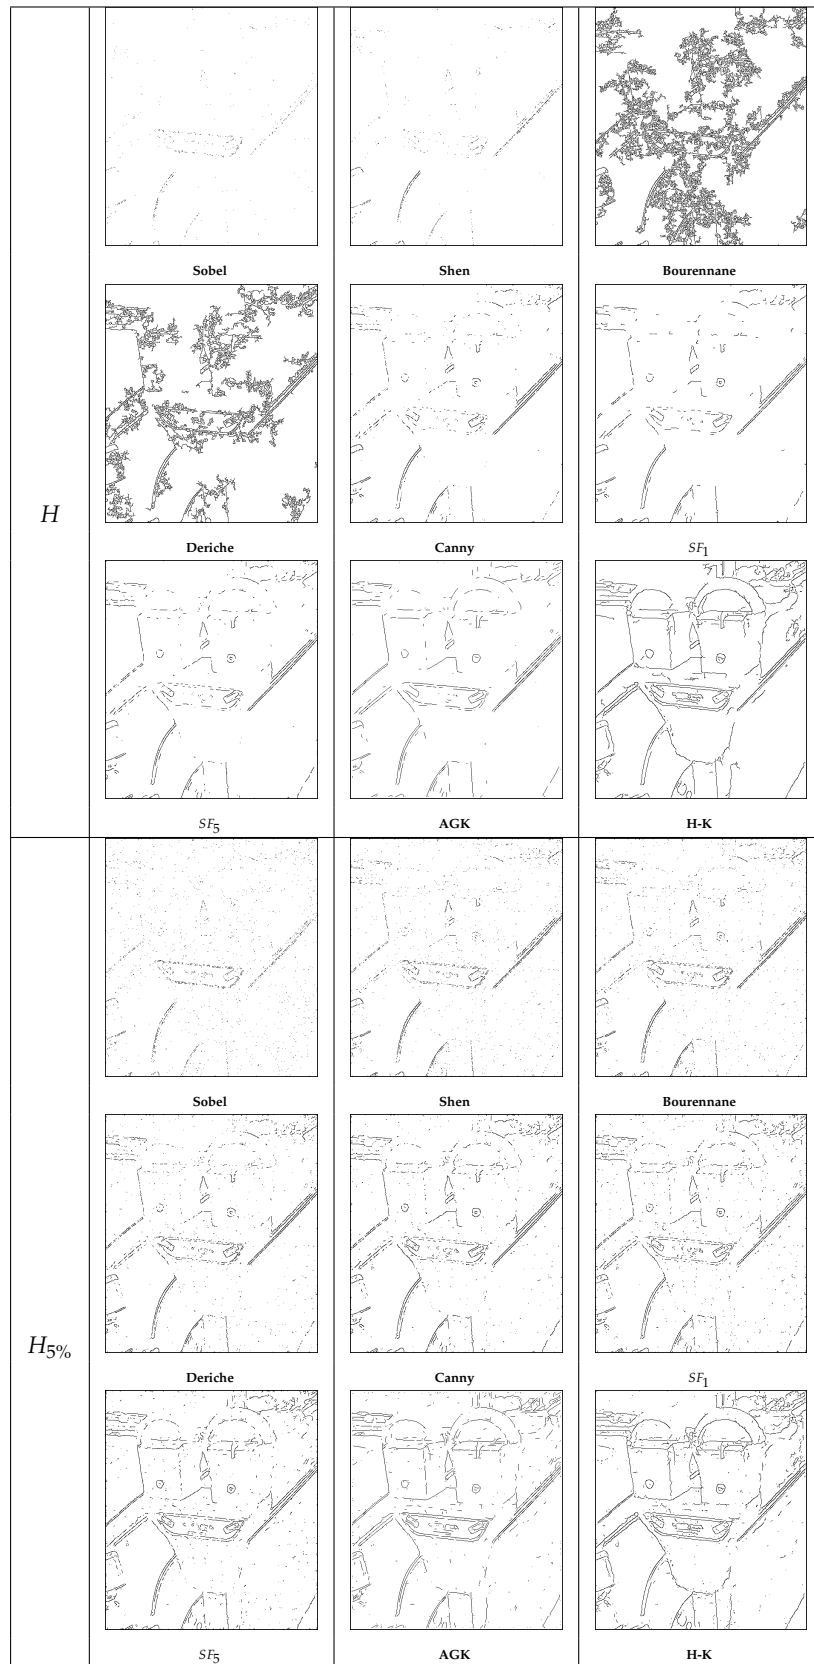 Sobel Shen Bourennane
H
Deriche Canny SF1
SF5 AGK H-K
Sobel Shen Bourennane
H5%
Deriche Canny SF1
SF5 AGK H-K